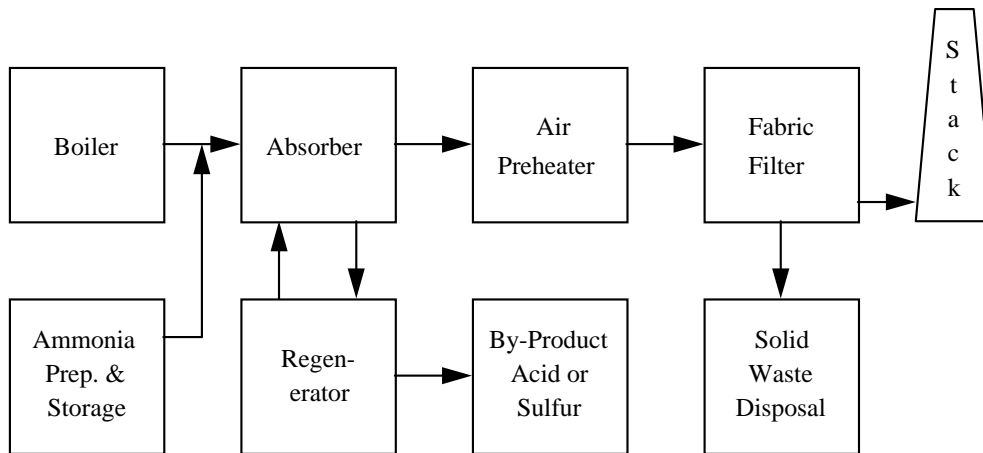 Boiler
Absorber
Air
Preheater
Fabric
Filter
S
t
a
c
k
Ammonia
Prep. &
Storage
Regen-
erator
By-Product
Acid or
Sulfur
Solid
Waste
Disposal